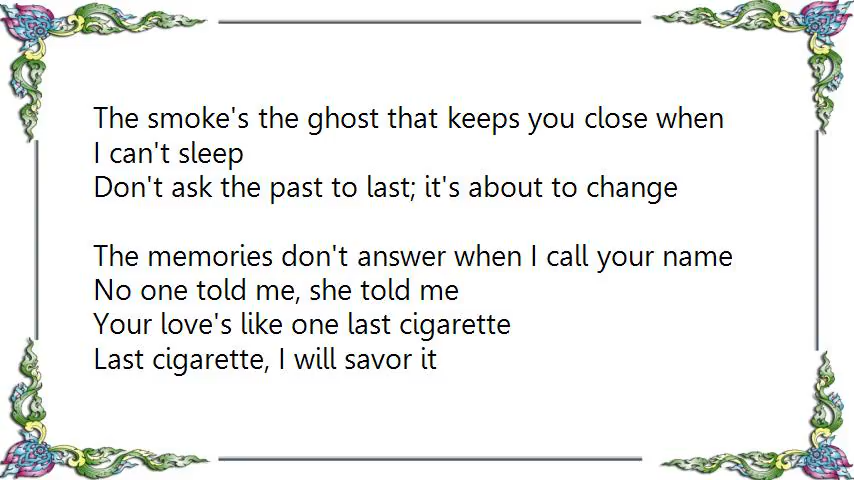 The smoke's the ghost that keeps you close when
I can't sleep
Don't ask the past to last; it's about to change
The memories don't answer when I call your name
No one told me, she told me
Your love's like one last cigarette
Last cigarette, I will savor it